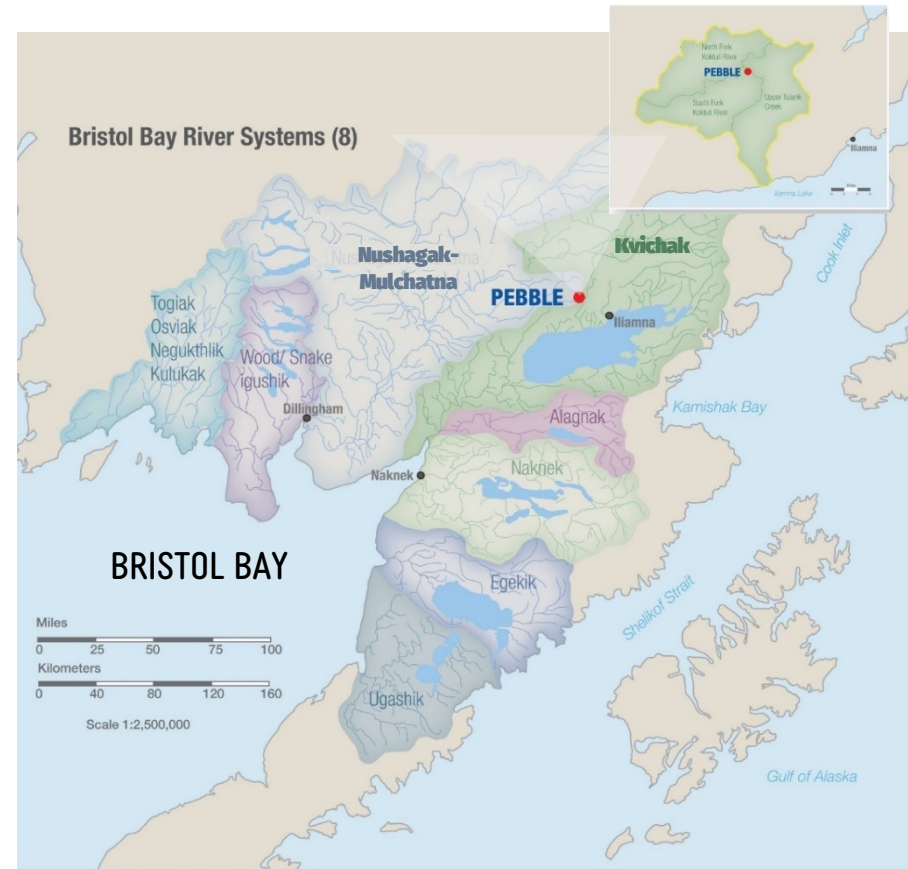 North Fork
Koktuli River
PEBBLE
South Fork
Koktuli River
Upper Talarik
Creek
Iliamna
Iliamna Lake
Miles
Bristol Bay River Systems (8)
Nushagak-
Mulchatna
Kvichak
PEBBLE
Iliamna
Cook Inlet
Togiak
Osviak
Negukthlik
Kulukak
Wood/ Snake
igushik
Dillingham
Alagnak
Kamishak Bay
Naknek
Naknek
BRISTOL BAY
Egekik
Shelikof Strait
Miles
0 25 50 75 100
Kilometers
0 40 80 120 160
Scale 1:2,500,000
Ugashik
Gulf of Alaska